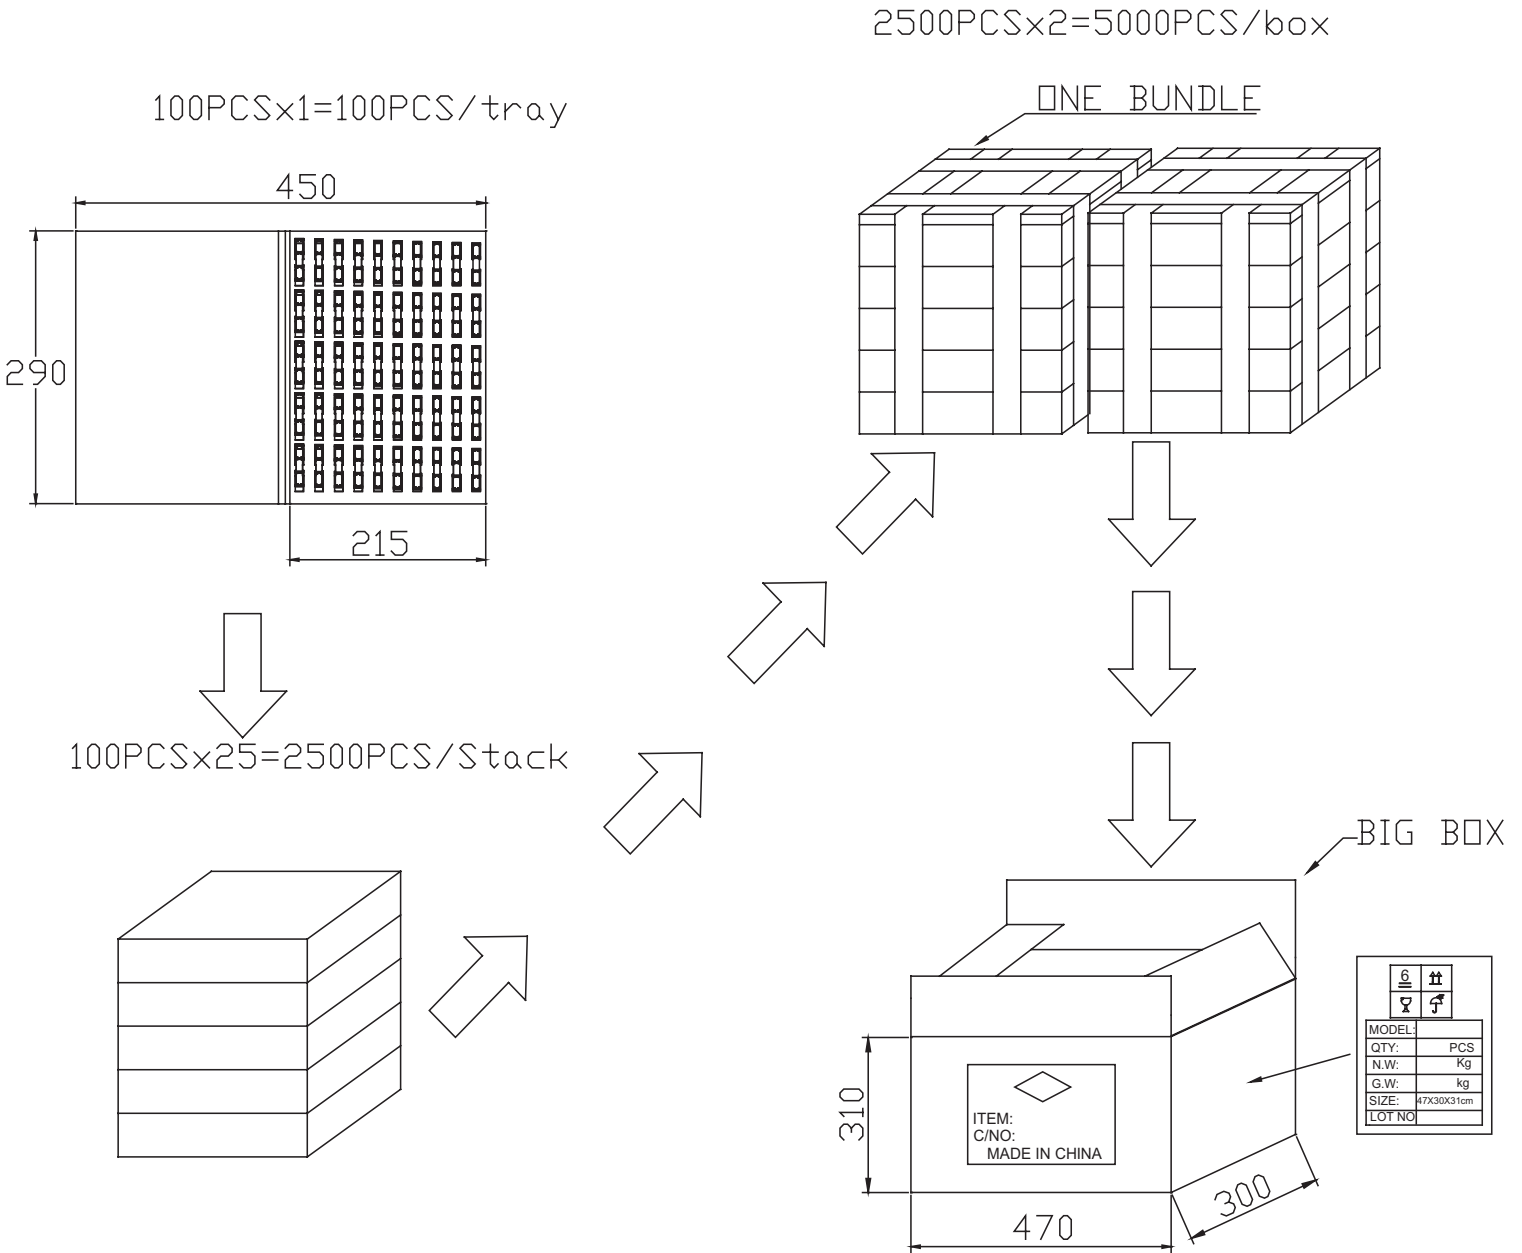 2500PCSx2=5000PCS/box
ONE BUNDLE
100PCSx1=100PCS/tray
450
290
215
100PCSx25=2500PCS/Stack
BIG BOX
6
MODEL:
QTY: PCS
N.W: Kg
G.W: kg
SIZE: 47X30X31cm
LOT NO
310
ITEM:
C/NO:
MADE IN CHINA
300
470